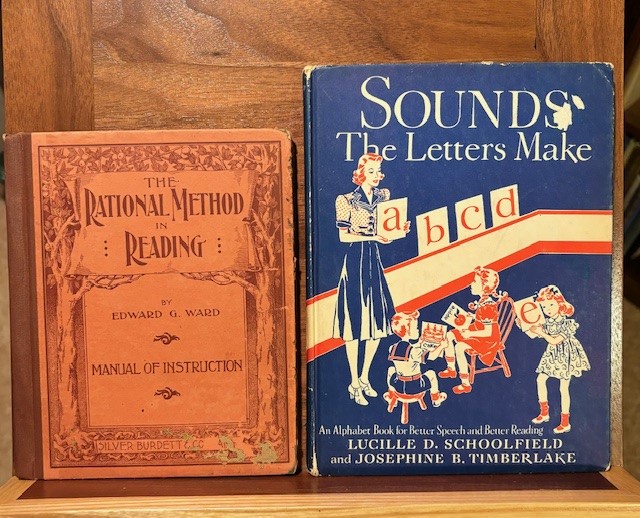 THE
RATIONAL METHOD
IN
READING
BY
EDWARD G. WARD
MANUAL OF INSTRUCTION
SILVER BURDETT & CO.
SOUNDS
The Letters Make
a b c d
e
An Alphabet Book for Better Speech and Better Reading
LUCILLE D. SCHOOLFIELD
and JOSEPHINE B. TIMBERLAKE